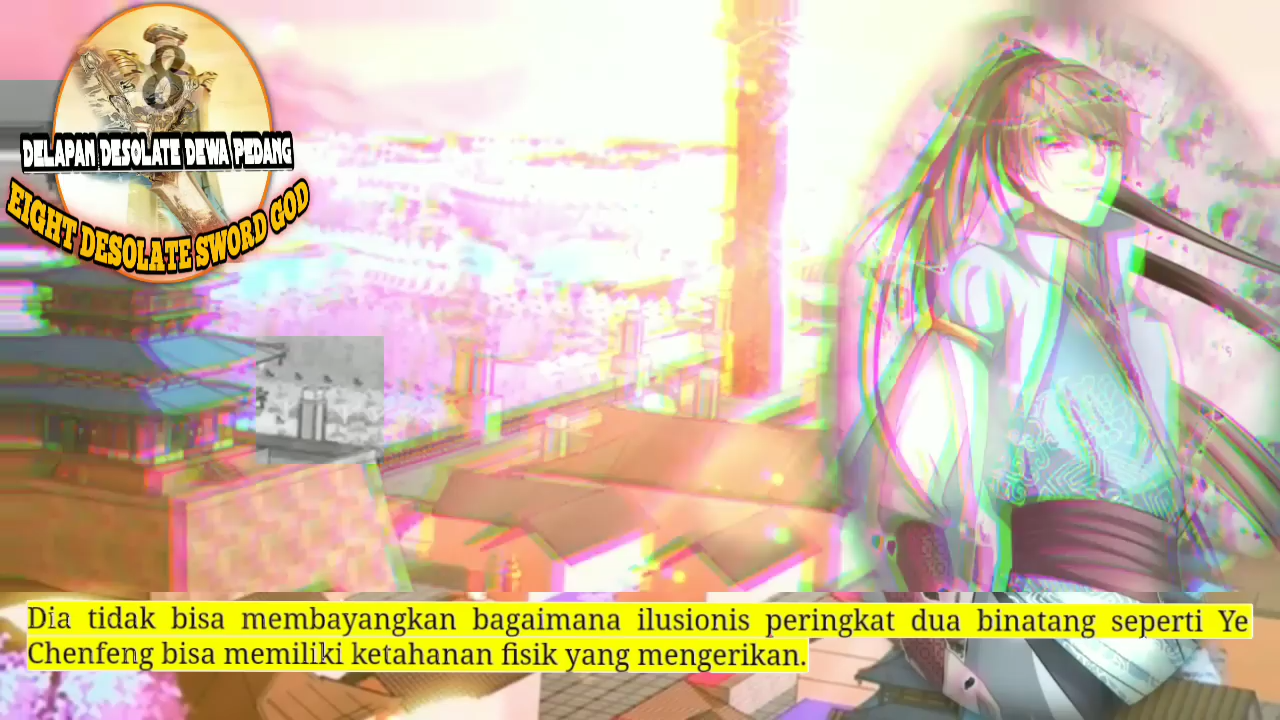 8
DELAPAN DESOLATE DEWA PEDANG
EIGHT DESOLATE SWORD GOD
Dia tidak bisa membayangkan bagaimana ilusionis peringkat dua binatang seperti Ye
Chenfeng bisa memiliki ketahanan fisik yang mengerikan.